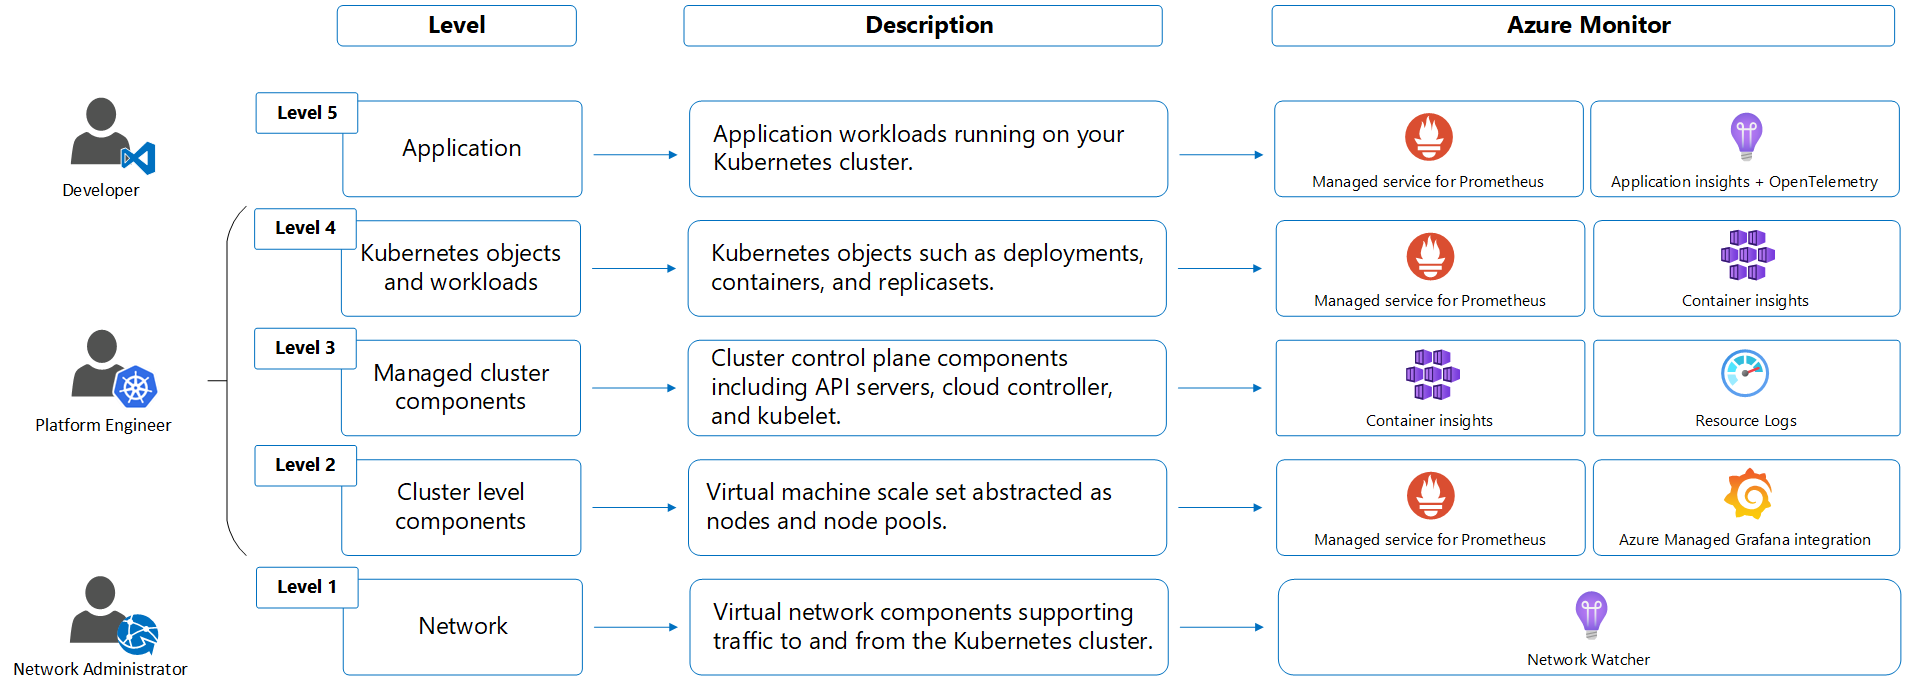 Level
Description
Azure Monitor
Developer
Level 5
Application
Application workloads running on your
Kubernetes cluster.
Managed service for Prometheus
Application insights + OpenTelemetry
Level 4
Kubernetes objects
and workloads
Kubernetes objects such as deployments,
containers, and replicasets.
Managed service for Prometheus
Container insights
Platform Engineer
Level 3
Managed cluster
components
Cluster control plane components
including API servers, cloud controller,
and kubelet.
Container insights
Resource Logs
Level 2
Cluster level
components
Virtual machine scale set abstracted as
nodes and node pools.
Managed service for Prometheus
Azure Managed Grafana integration
Network Administrator
Level 1
Network
Virtual network components supporting
traffic to and from the Kubernetes cluster.
Network Watcher